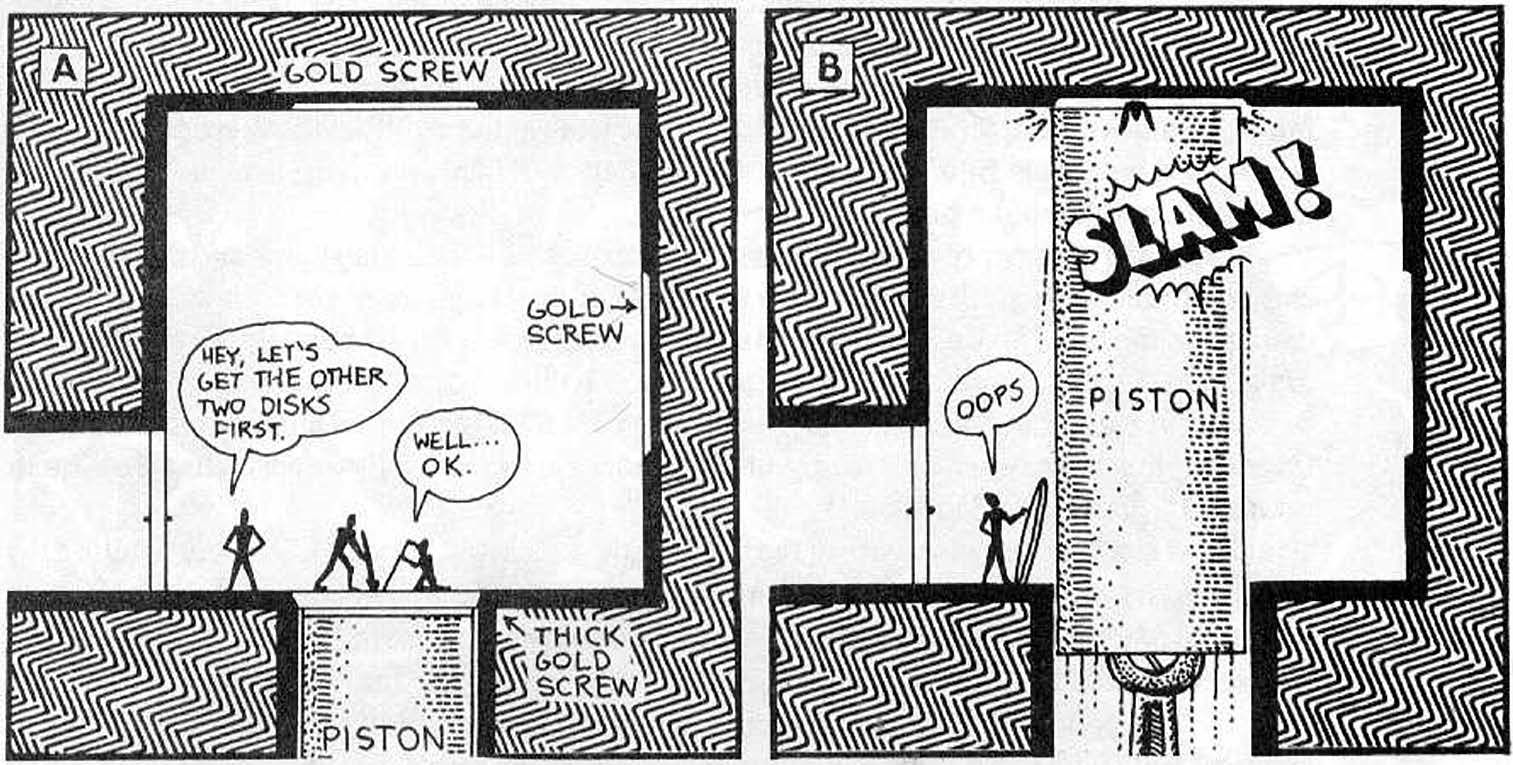 A
GOLD SCREW
GOLD
SCREW
HEY, LET'S
GET THE OTHER
TWO DISKS
FIRST.
WELL...
OK.
THICK
GOLD
SCREW
PISTON
B
SLAM!
OOPS
PISTON